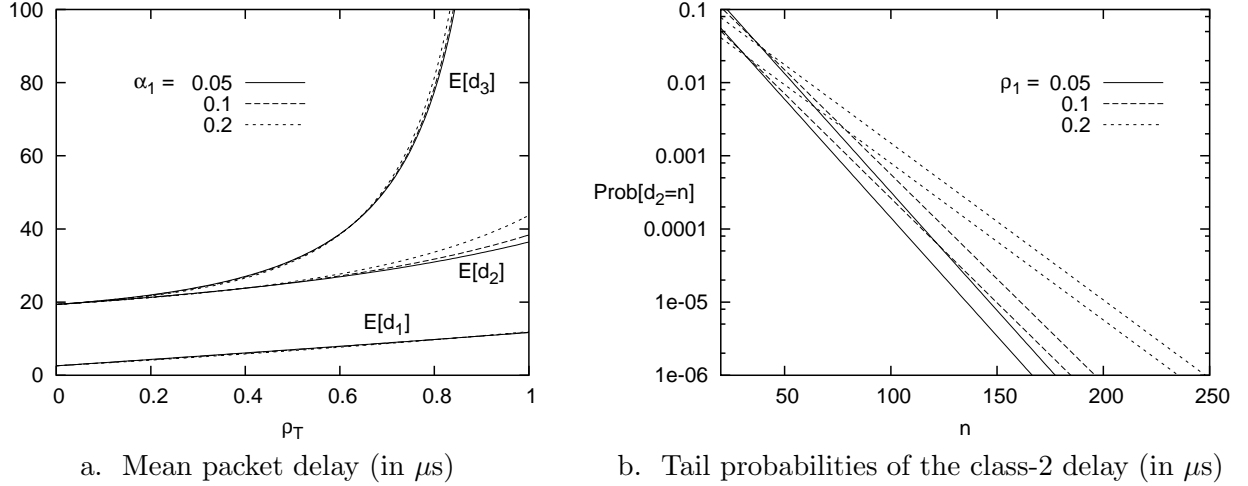 100
80
60
40
20
0
α1 = 0.05
0.1
0.2
E[d3]
E[d2]
E[d1]
0 0.2 0.4 0.6 0.8 1
ρT
a. Mean packet delay (in μs)
0.1
0.01
0.001
Prob[d2=n]
0.0001
1e-05
1e-06
ρ1 = 0.05
0.1
0.2
50 100 150 200 250
n
b. Tail probabilities of the class-2 delay (in μs)